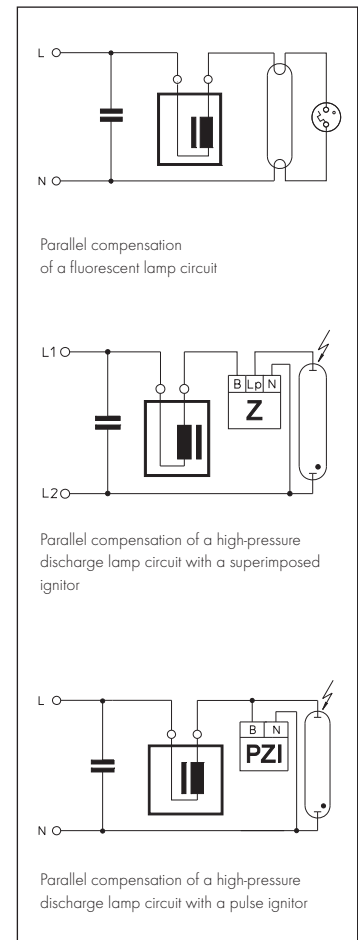 L
N
Parallel compensation
of a fluorescent lamp circuit
L1
B Lp N
Z
L2
Parallel compensation of a high-pressure
discharge lamp circuit with a superimposed
ignitor
L
B N
PZI
N
Parallel compensation of a high-pressure
discharge lamp circuit with a pulse ignitor